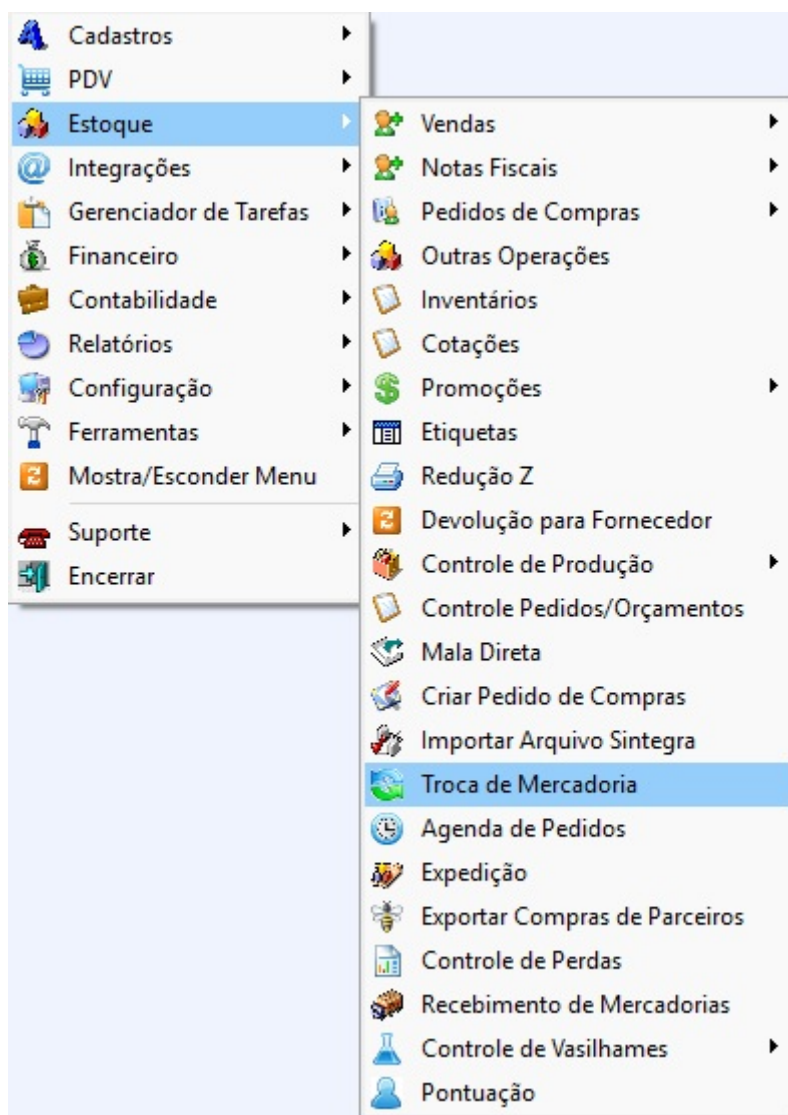 Cadastros
PDV
Estoque
Integrações
Gerenciador de Tarefas
Financeiro
Contabilidade
Relatórios
Configuração
Ferramentas
Mostra/Esconder Menu
Suporte
Encerrar
Vendas
Notas Fiscais
Pedidos de Compras
Outras Operações
Inventários
Cotações
Promoções
Etiquetas
Redução Z
Devolução para Fornecedor
Controle de Produção
Controle Pedidos/Orçamentos
Mala Direta
Criar Pedido de Compras
Importar Arquivo Sintegra
Troca de Mercadoria
Agenda de Pedidos
Expedição
Exportar Compras de Parceiros
Controle de Perdas
Recebimento de Mercadorias
Controle de Vasilhames
Pontuação